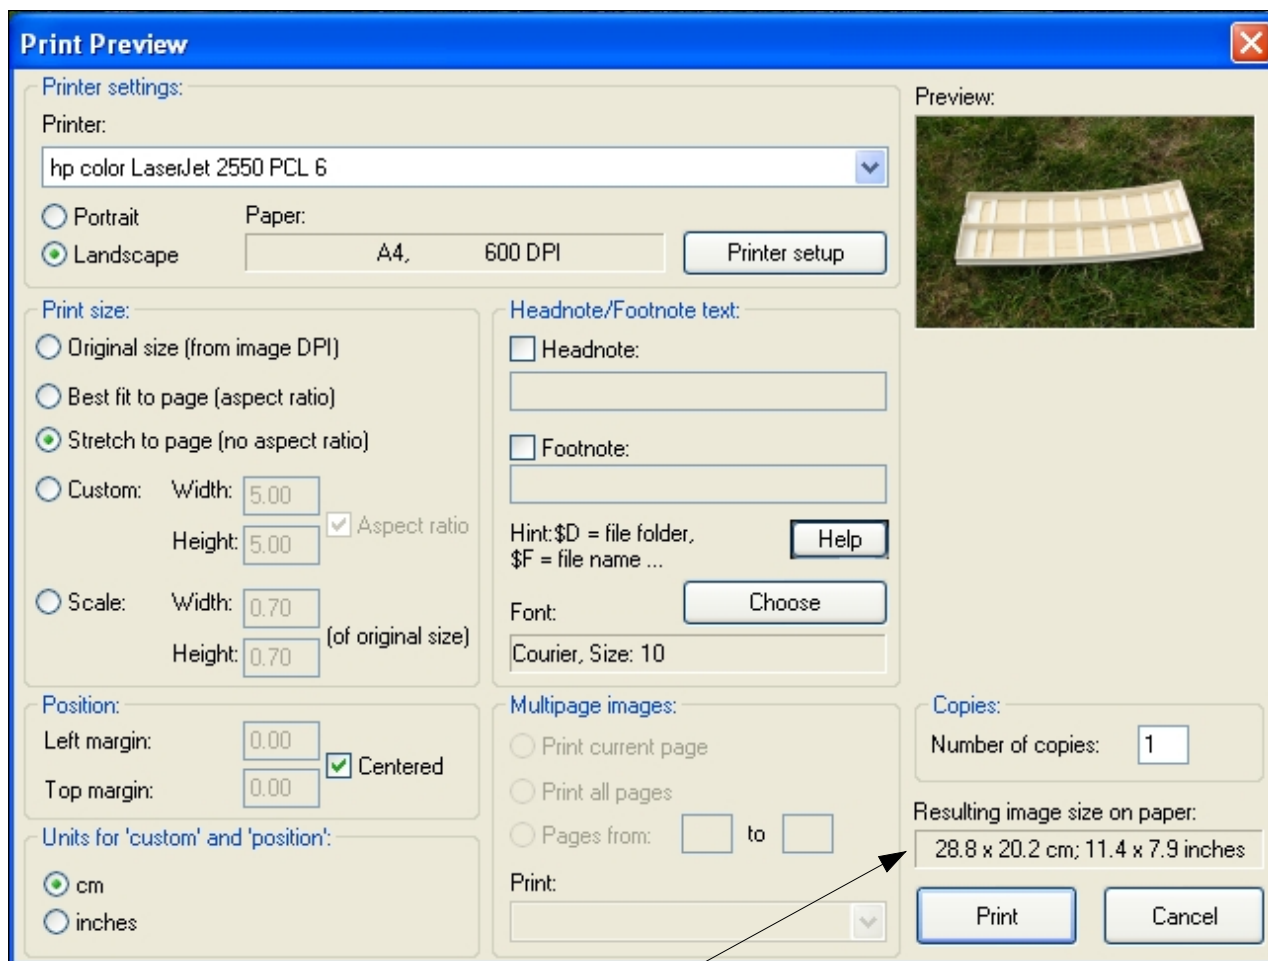 Print Preview
Printer settings:
Printer:
hp color LaserJet 2550 PCL 6
Portrait
Landscape
Paper:
A4, 600 DPI
Printer setup
Preview:
Print size:
Original size (from image DPI)
Best fit to page (aspect ratio)
Stretch to page (no aspect ratio)
Custom: Width: 5.00
Height: 5.00
Aspect ratio
Scale: Width: 0.70
Height: 0.70
(of original size)
Headnote/Footnote text:
Headnote:
Footnote:
Hint:$D = file folder,
$F = file name ...
Help
Font:
Choose
Courier, Size: 10
Position:
Left margin: 0.00
Top margin: 0.00
Centered
Units for 'custom' and 'position':
cm
inches
Multipage images:
Print current page
Print all pages
Pages from: to
Print:
Copies:
Number of copies: 1
Resulting image size on paper:
28.8 x 20.2 cm; 11.4 x 7.9 inches
Print
Cancel